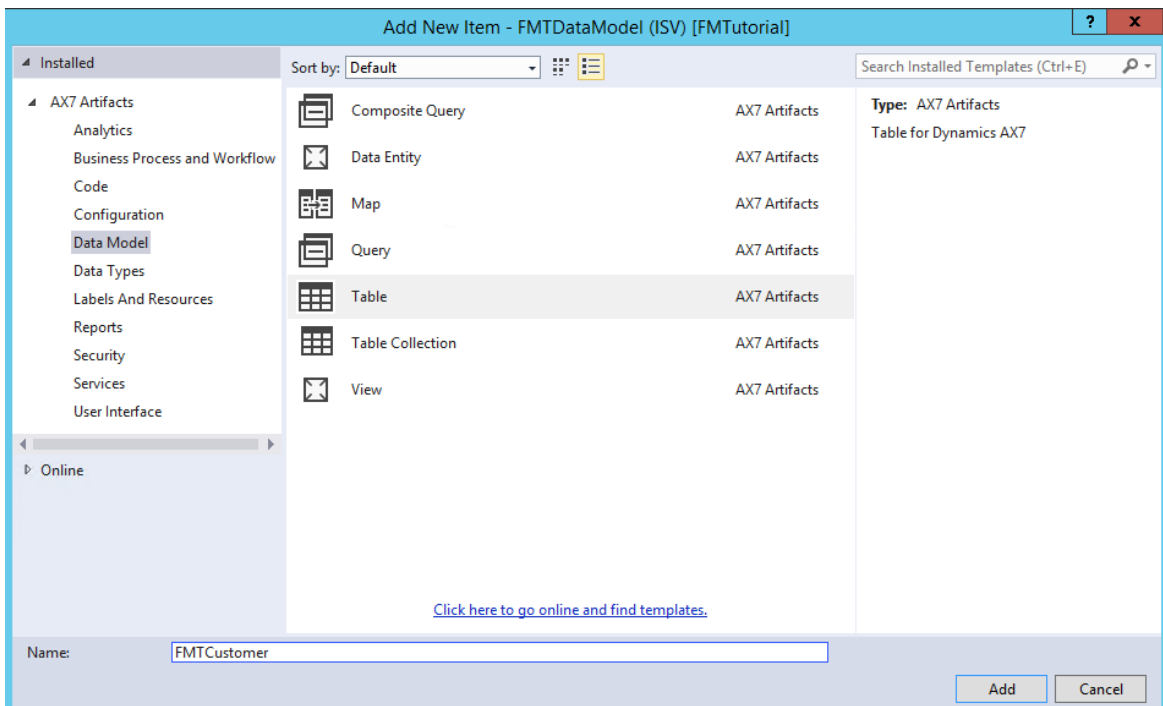 Add New Item - FMTDataModel (ISV) [FMTutorial]
? x
Installed
AX7 Artifacts
Analytics
Business Process and Workflow
Code
Configuration
Data Model
Data Types
Labels And Resources
Reports
Security
Services
User Interface
Online
Sort by: Default
Composite Query AX7 Artifacts
Data Entity AX7 Artifacts
Map AX7 Artifacts
Query AX7 Artifacts
Table AX7 Artifacts
Table Collection AX7 Artifacts
View AX7 Artifacts
Click here to go online and find templates.
Search Installed Templates (Ctrl+E)
Type: AX7 Artifacts
Table for Dynamics AX7
Name: FMTCustomer
Add Cancel